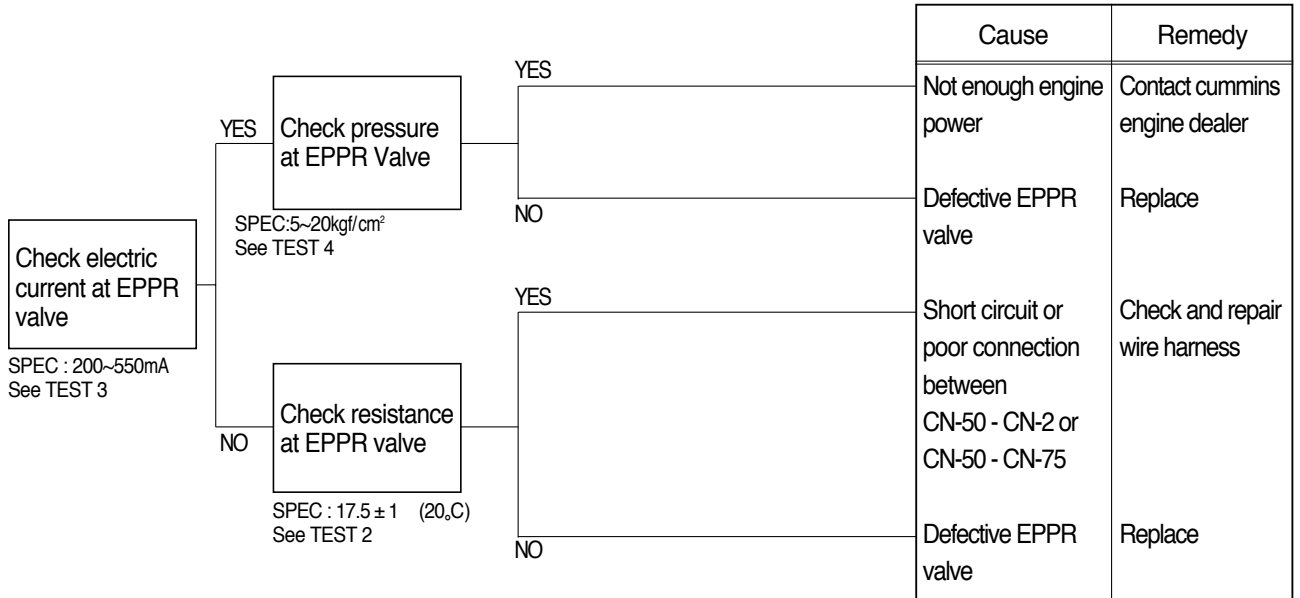 Check electric
current at EPPR
valve
SPEC : 200~550mA
See TEST 3
YES
Check pressure
at EPPR Valve
SPEC:5~20kgf/cm²
See TEST 4
NO
Check resistance
at EPPR valve
SPEC : 17.5 ± 1 (20˳C)
See TEST 2
YES
NO
YES
NO
Cause
Remedy
Not enough engine
power
Contact cummins
engine dealer
Defective EPPR
valve
Replace
Short circuit or
poor connection
between
CN-50 - CN-2 or
CN-50 - CN-75
Check and repair
wire harness
Defective EPPR
valve
Replace